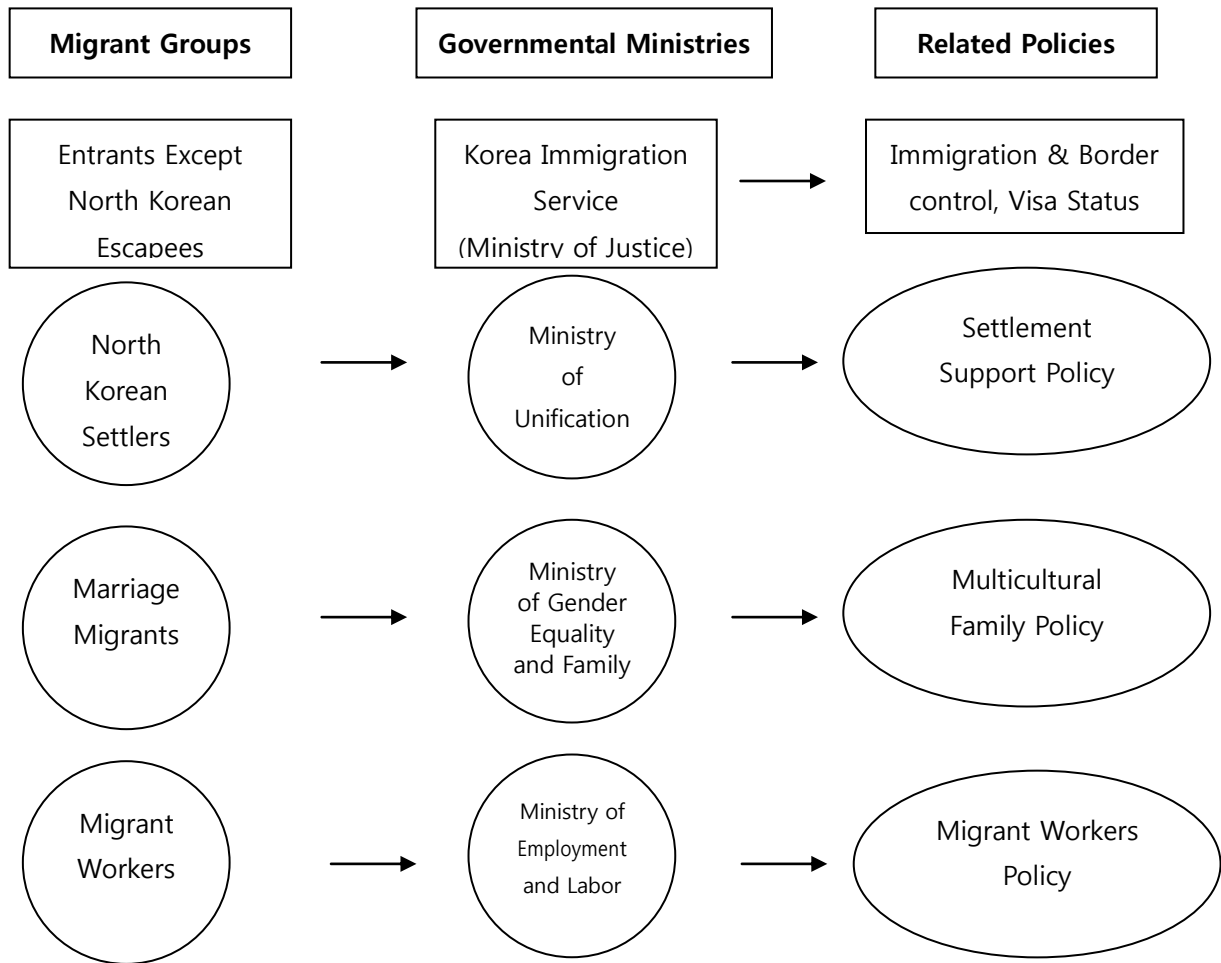 Migrant Groups
Governmental Ministries
Related Policies
Entrants Except
North Korean
Escapees
Korea Immigration
Service
(Ministry of Justice)
Immigration & Border
control, Visa Status
North
Korean
Settlers
Ministry
of
Unification
Settlement
Support Policy
Marriage
Migrants
Ministry
of Gender
Equality
and Family
Multicultural
Family Policy
Migrant
Workers
Ministry of
Employment
and Labor
Migrant Workers
Policy